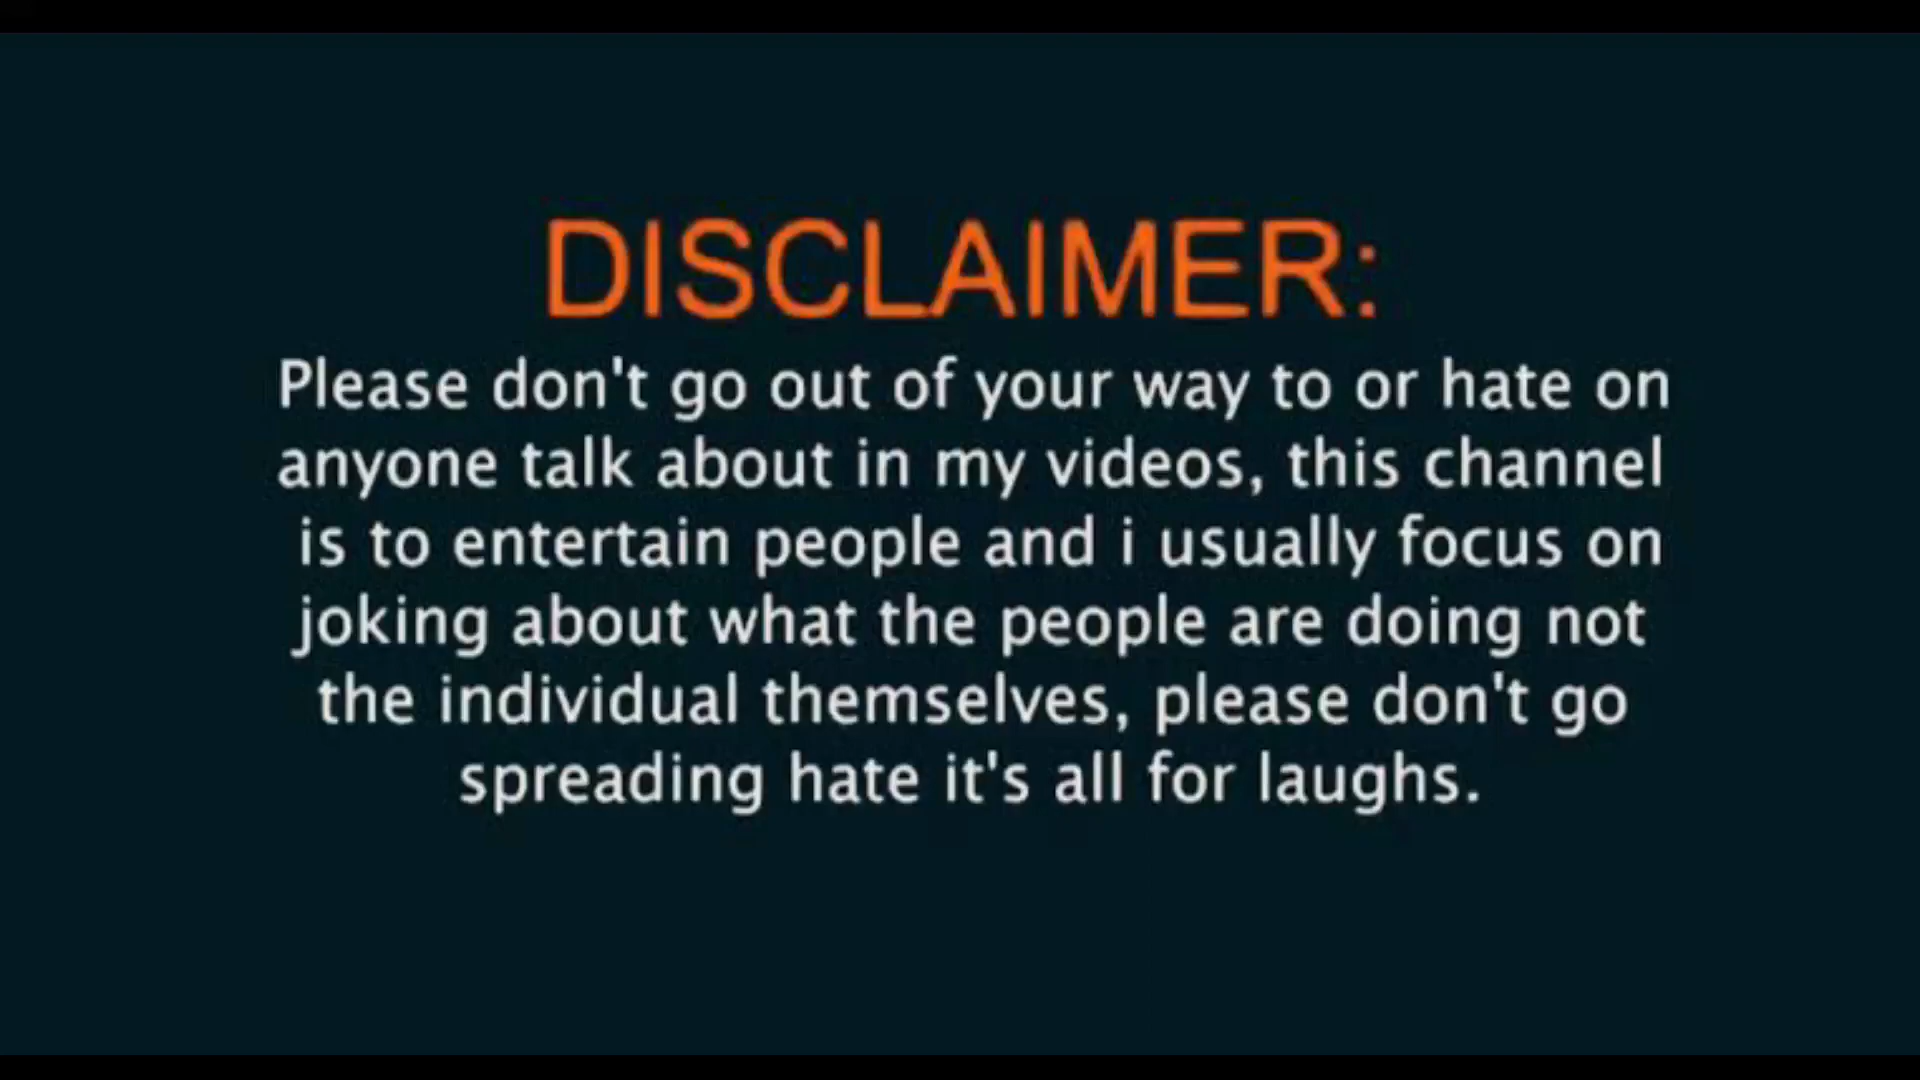 DISCLAIMER:
Please don't go out of your way to or hate on
anyone talk about in my videos, this channel
is to entertain people and i usually focus on
joking about what the people are doing not
the individual themselves, please don't go
spreading hate it's all for laughs.